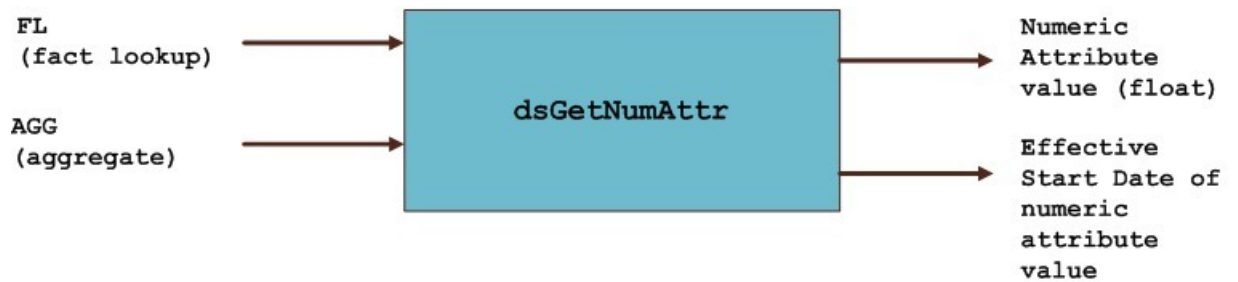 FL
(fact lookup)
AGG
(aggregate)
dsGetNumAttr
Numeric
Attribute
value (float)
Effective
Start Date of
numeric
attribute
value